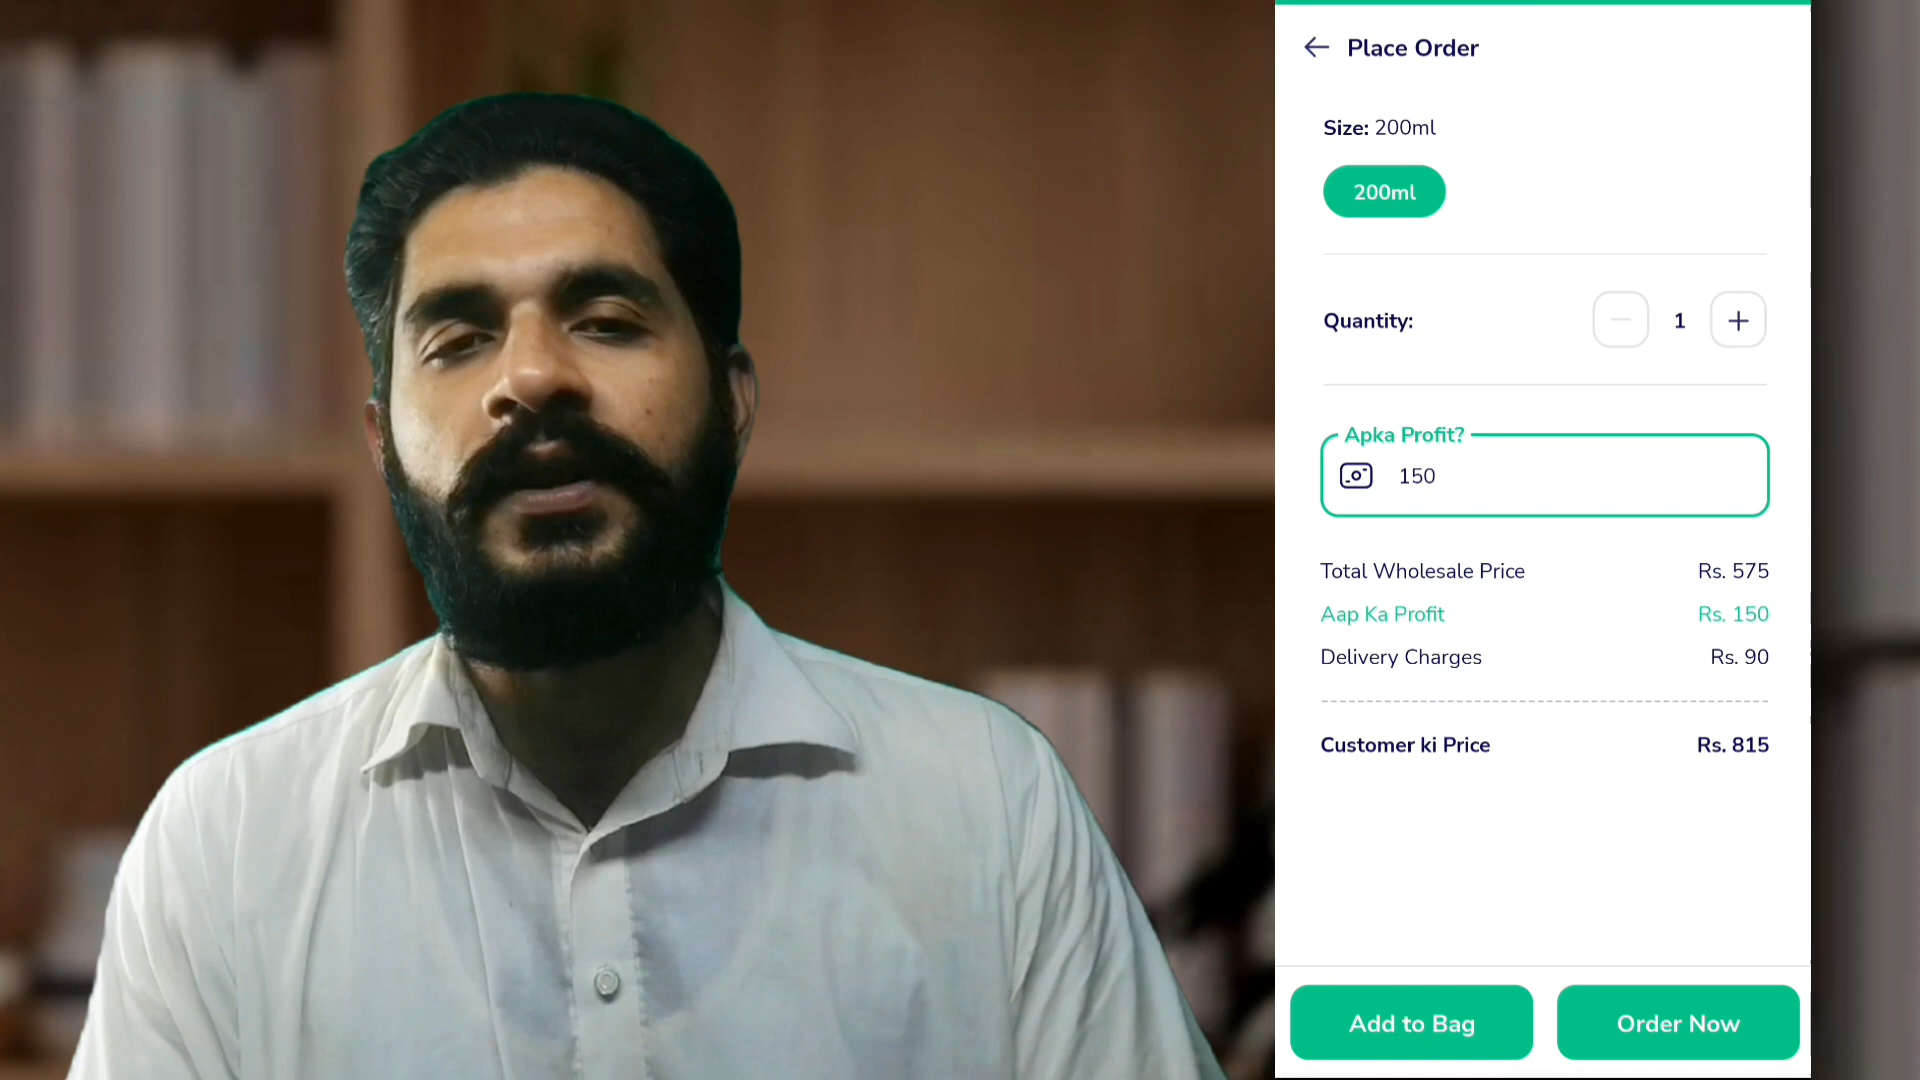 Place Order
Size: 200ml
200ml
Quantity: 1
Apka Profit?
150
Total Wholesale Price Rs. 575
Aap Ka Profit Rs. 150
Delivery Charges Rs. 90
Customer ki Price Rs. 815
Add to Bag Order Now